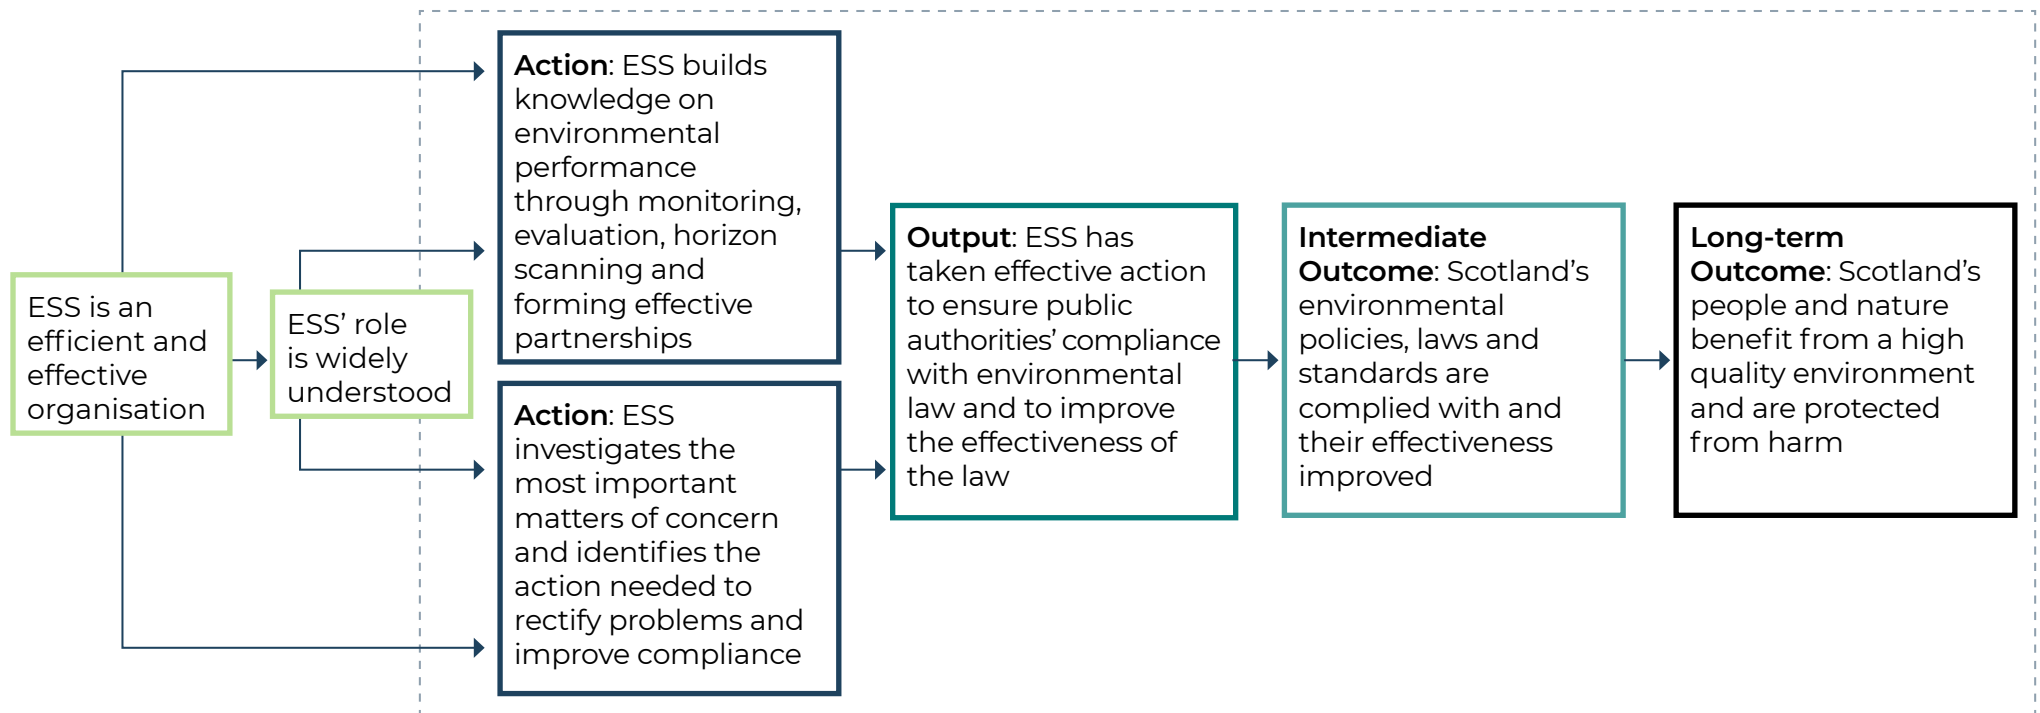 ESS is an
efficient and
effective
organisation
ESS’ role
is widely
understood
Action: ESS builds
knowledge on
environmental
performance
through monitoring,
evaluation, horizon
scanning and
forming effective
partnerships
Action: ESS
investigates the
most important
matters of concern
and identifies the
action needed to
rectify problems and
improve compliance
Output: ESS has
taken effective action
to ensure public
authorities’ compliance
with environmental
law and to improve
the effectiveness of
the law
Intermediate
Outcome: Scotland’s
environmental
policies, laws and
standards are
complied with and
their effectiveness
improved
Long-term
Outcome: Scotland’s
people and nature
benefit from a high
quality environment
and are protected
from harm